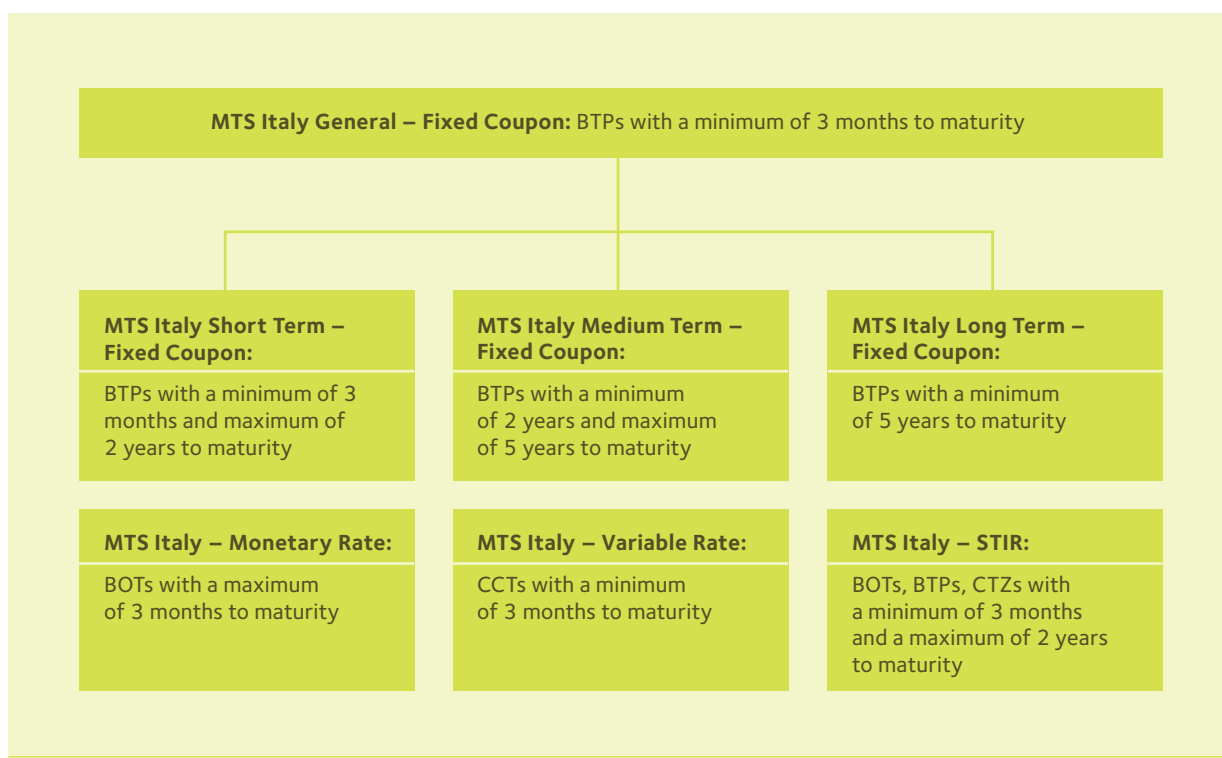 MTS Italy General – Fixed Coupon: BTPs with a minimum of 3 months to maturity
MTS Italy Short Term –
Fixed Coupon:
BTPs with a minimum of 3
months and maximum of
2 years to maturity
MTS Italy Medium Term –
Fixed Coupon:
BTPs with a minimum
of 2 years and maximum
of 5 years to maturity
MTS Italy Long Term –
Fixed Coupon:
BTPs with a minimum
of 5 years to maturity
MTS Italy – Monetary Rate:
BOTs with a maximum
of 3 months to maturity
MTS Italy – Variable Rate:
CCTs with a minimum
of 3 months to maturity
MTS Italy – STIR:
BOTs, BTPs, CTZs with
a minimum of 3 months
and a maximum of 2 years
to maturity